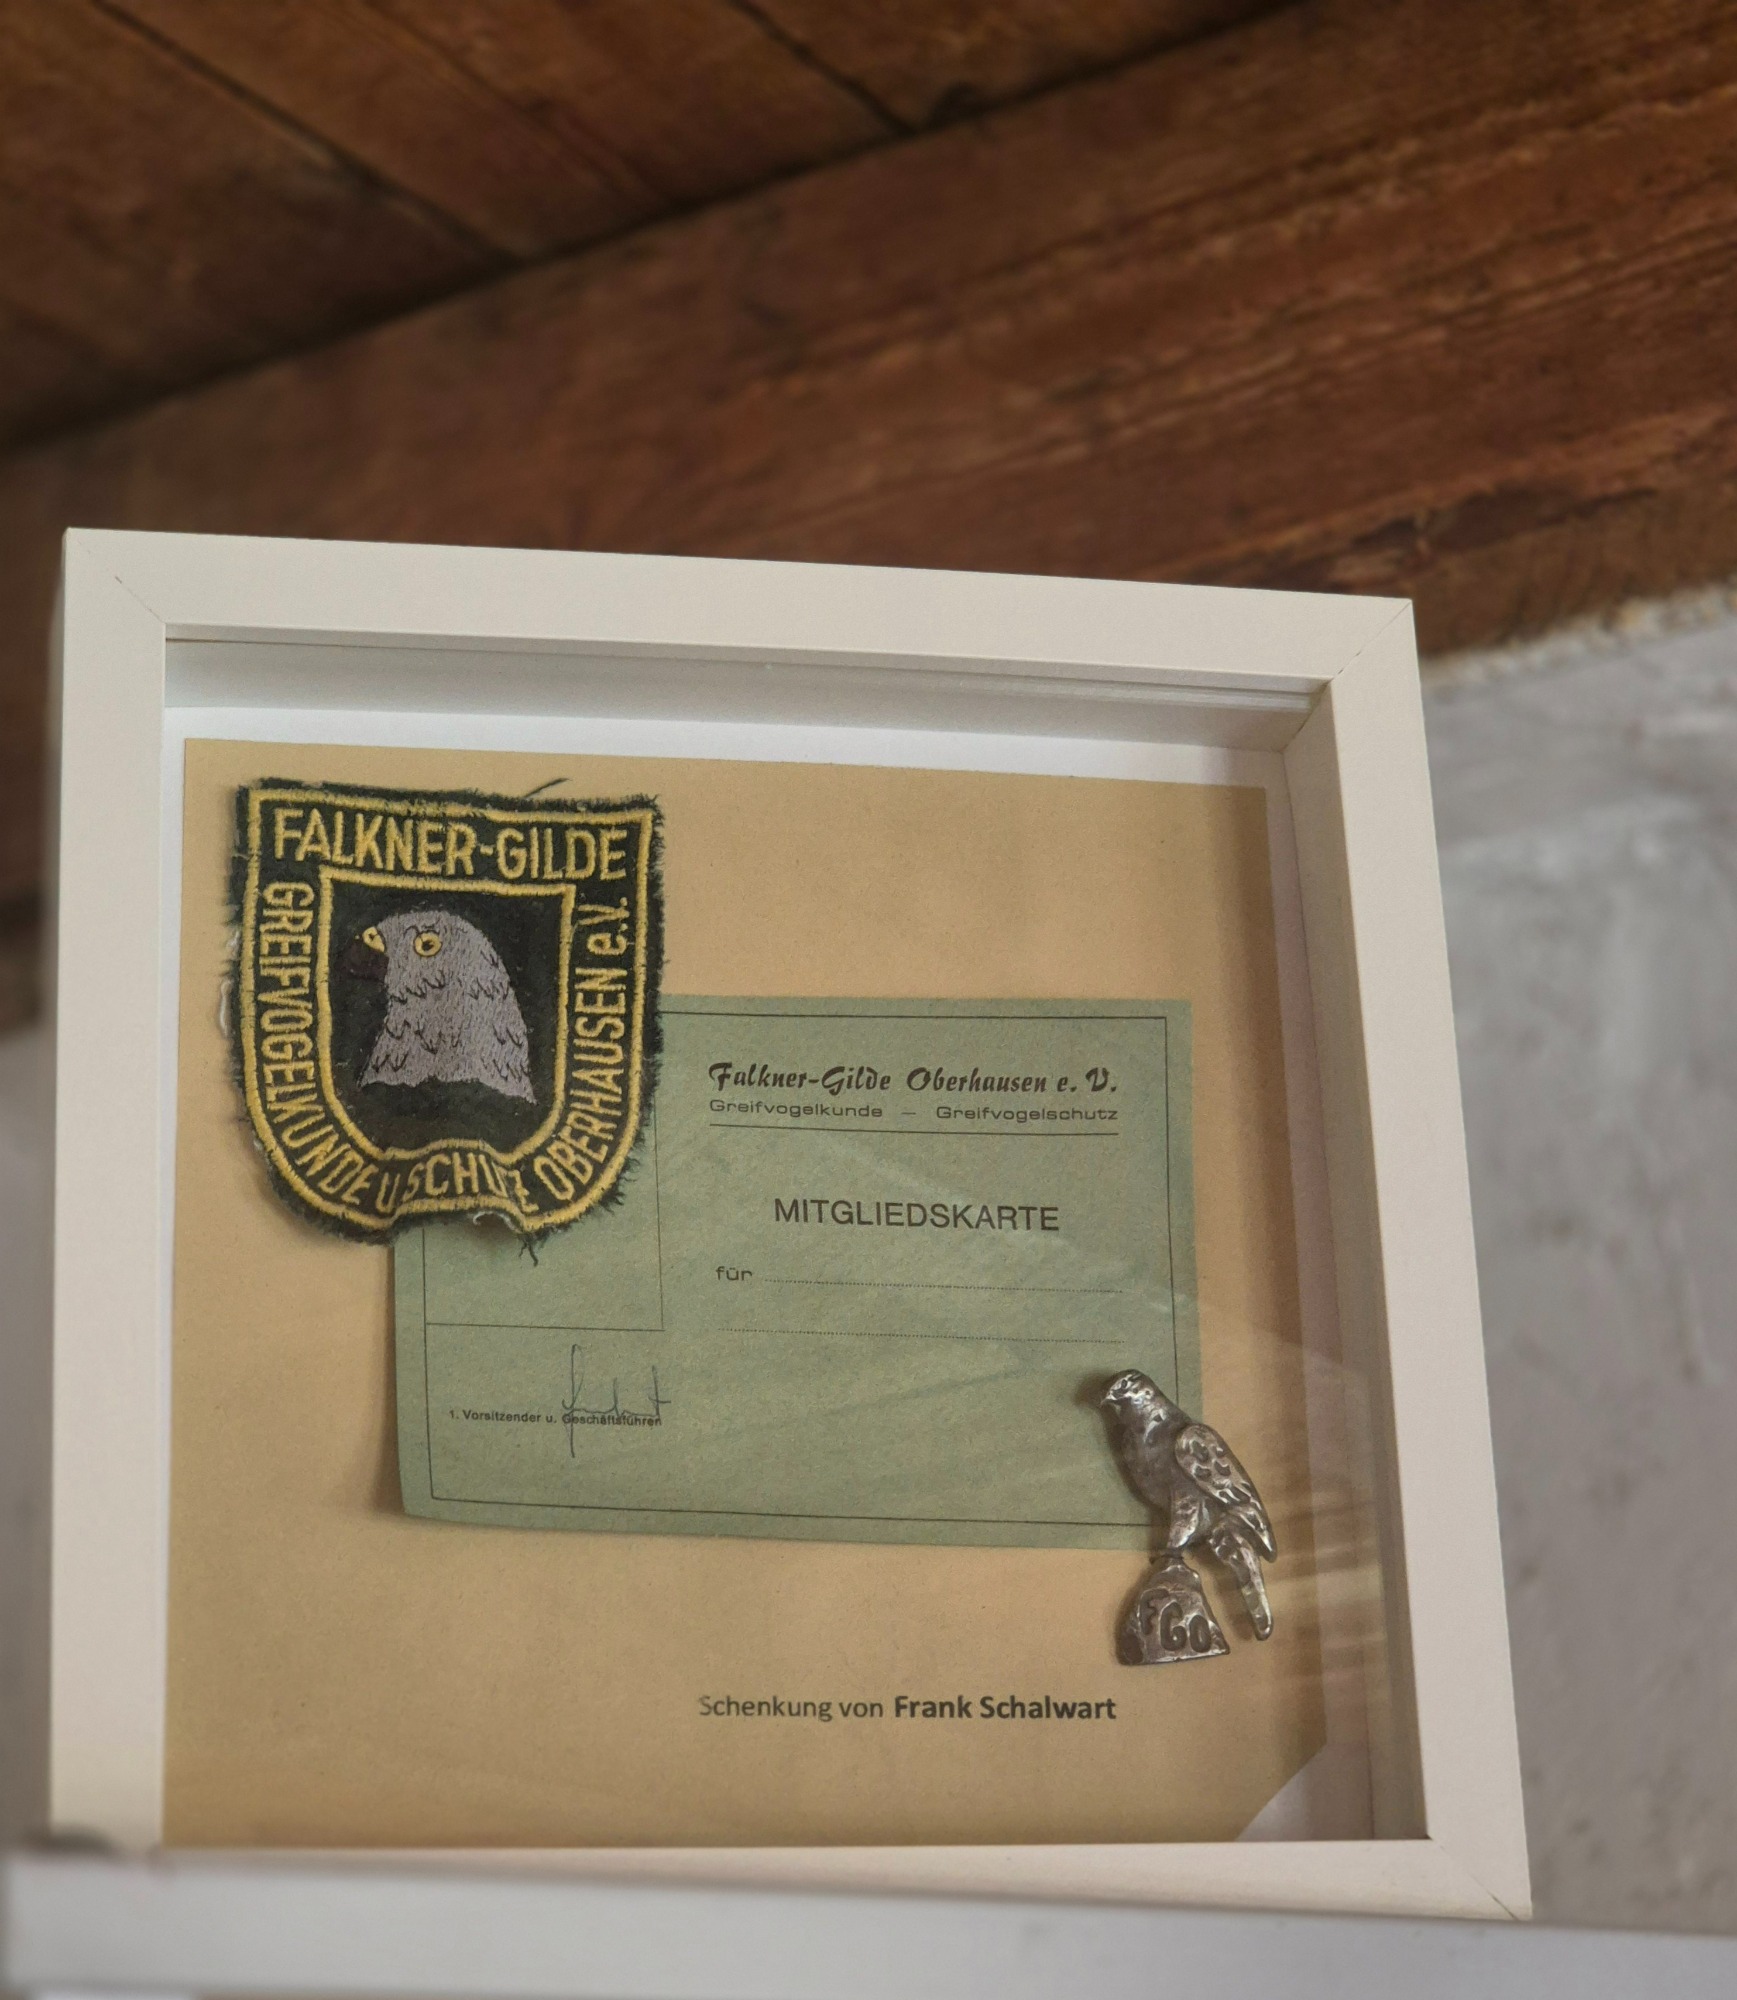 FALKNER-GILDE
GREIFVOGELKUNDE U SCHUTZ OBERHAUSEN e.V.
Falkner-Gilde Oberhausen e. V.
Greifvogelkunde — Greifvogelschutz
MITGLIEDSKARTE
für
1. Vorsitzender u. Geschäftsführer
FGO
Schenkung von Frank Schalwart